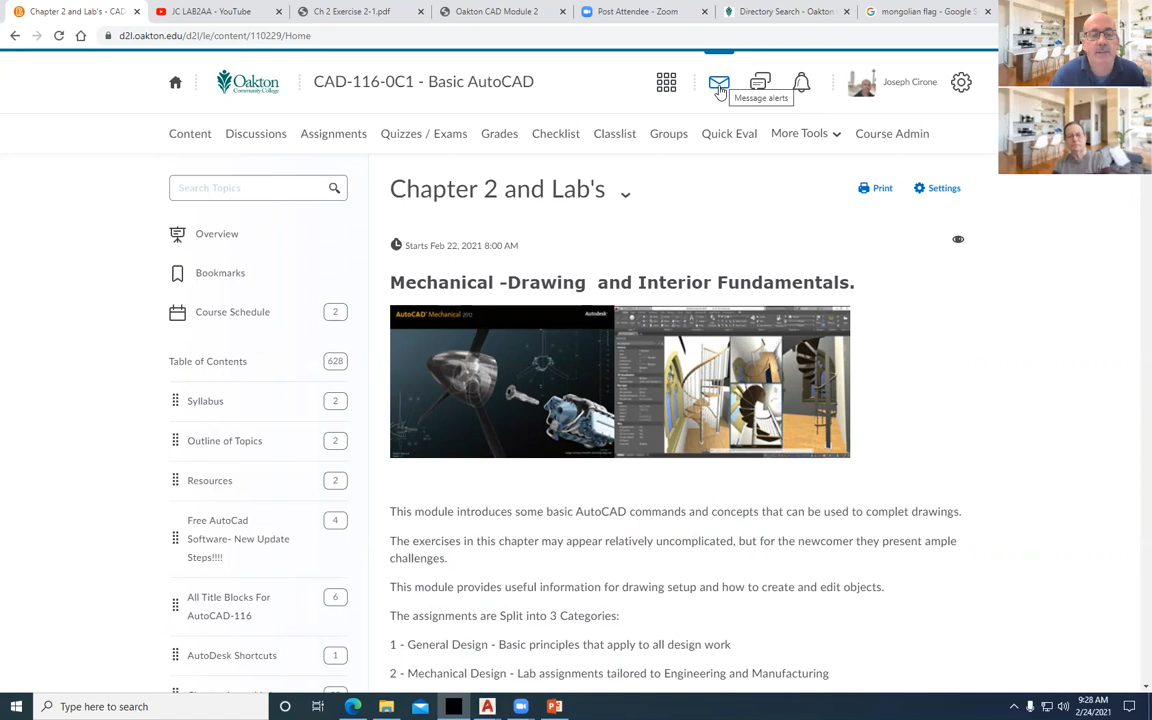 Chapter 2 and Lab's - CAD
JC LAB2AA - YouTube
Ch 2 Exercise 2-1.pdf
Oakton CAD Module 2
Post Attendee - Zoom
Directory Search - Oakton
mongolian flag - Google S
d2l.oakton.edu/d2l/le/content/110229/Home
Oakton
Community College
CAD-116-0C1 - Basic AutoCAD
Message alerts
Joseph Cirone
Content
Discussions
Assignments
Quizzes / Exams
Grades
Checklist
Classlist
Groups
Quick Eval
More Tools
Course Admin
Search Topics
Overview
Bookmarks
Course Schedule
2
Table of Contents
628
Syllabus
2
Outline of Topics
2
Resources
2
Free AutoCad
Software- New Update
Steps!!!!
4
All Title Blocks For
AutoCAD-116
6
AutoDesk Shortcuts
1
Chapter 2 and Lab's
Print
Settings
Starts Feb 22, 2021 8:00 AM
Mechanical -Drawing and Interior Fundamentals.
AutoCAD Mechanical 2012
Autodesk
This module introduces some basic AutoCAD commands and concepts that can be used to complet drawings.
The exercises in this chapter may appear relatively uncomplicated, but for the newcomer they present ample
challenges.
This module provides useful information for drawing setup and how to create and edit objects.
The assignments are Split into 3 Categories:
1 - General Design - Basic principles that apply to all design work
2 - Mechanical Design - Lab assignments tailored to Engineering and Manufacturing
Type here to search
9:28 AM
2/24/2021